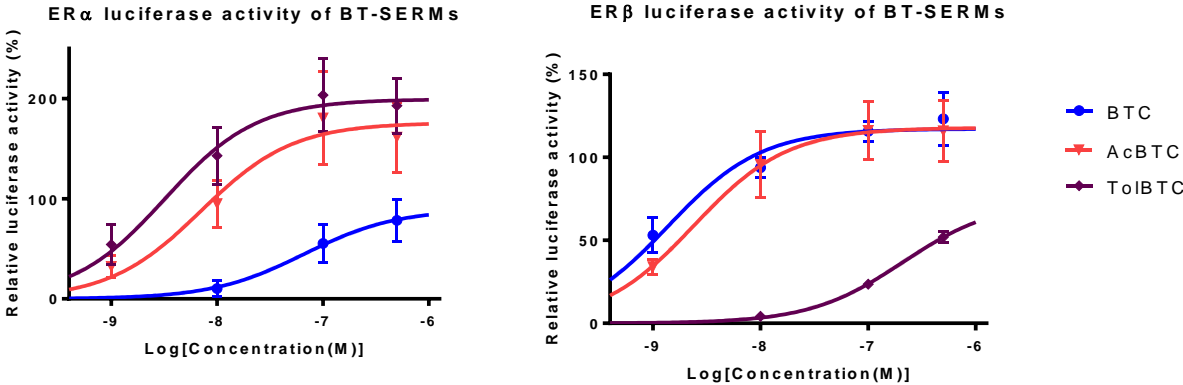 ERα luciferase activity of BT-SERMs
Relative luciferase activity (%)
200
100
0
-9 -8 -7 -6
Log[Concentration(M)]
ERβ luciferase activity of BT-SERMs
Relative luciferase activity (%)
150
100
50
0
-9 -8 -7 -6
Log[Concentration(M)]
BTC
AcBTC
TolBTC